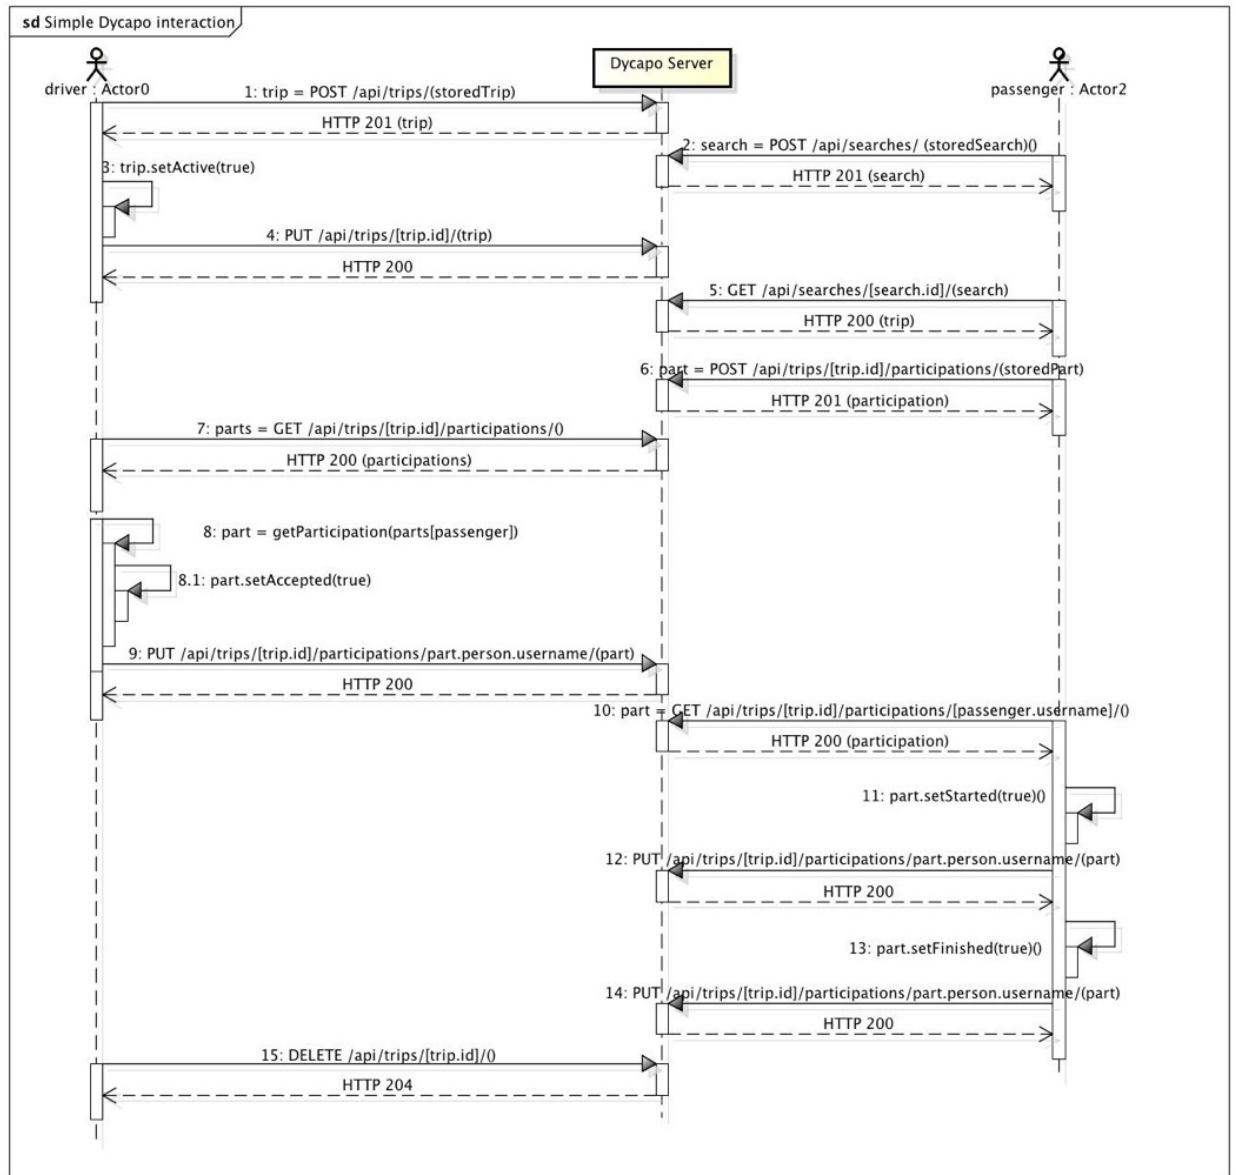 sd Simple Dycapo interaction
Dycapo Server
driver : Actor0
passenger : Actor2
1: trip = POST /api/trips/(storedTrip)
HTTP 201 (trip)
2: search = POST /api/searches/ (storedSearch)()
HTTP 201 (search)
3: trip.setActive(true)
4: PUT /api/trips/[trip.id]/(trip)
HTTP 200
5: GET /api/searches/[search.id]/(search)
HTTP 200 (trip)
6: part = POST /api/trips/[trip.id]/participations/(storedPart)
HTTP 201 (participation)
7: parts = GET /api/trips/[trip.id]/participations/()
HTTP 200 (participations)
8: part = getParticipation(parts[passenger])
8.1: part.setAccepted(true)
9: PUT /api/trips/[trip.id]/participations/part.person.username/(part)
HTTP 200
10: part = GET /api/trips/[trip.id]/participations/[passenger.username]/()
HTTP 200 (participation)
11: part.setStarted(true)()
12: PUT /api/trips/[trip.id]/participations/part.person.username/(part)
HTTP 200
13: part.setFinished(true)()
14: PUT /api/trips/[trip.id]/participations/part.person.username/(part)
HTTP 200
15: DELETE /api/trips/[trip.id]/()
HTTP 204